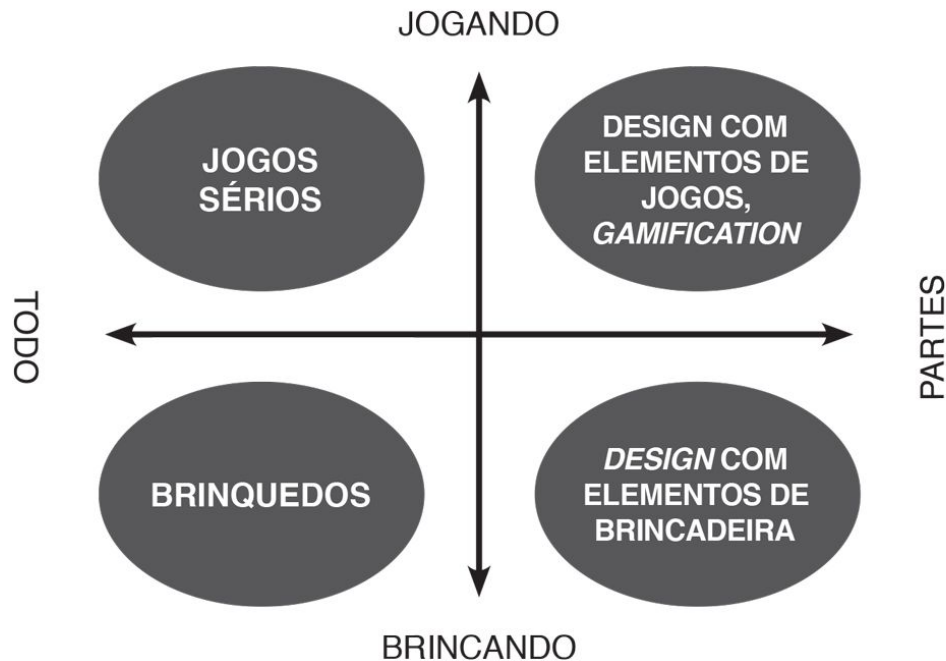 JOGANDO
JOGOS
SÉRIOS
DESIGN COM
ELEMENTOS DE
JOGOS,
GAMIFICATION
TODO
PARTES
BRINQUEDOS
DESIGN COM
ELEMENTOS DE
BRINCADEIRA
BRINCANDO